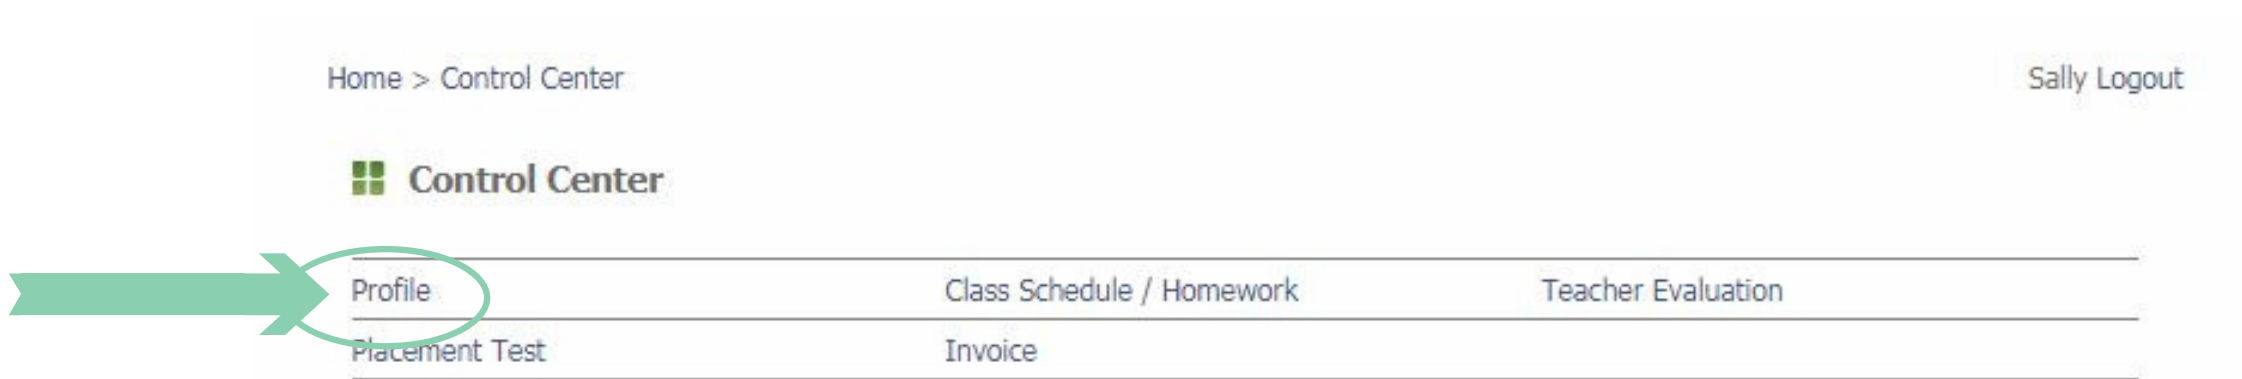 Home > Control Center Sally Logout
Control Center
Profile Class Schedule / Homework Teacher Evaluation
Placement Test Invoice